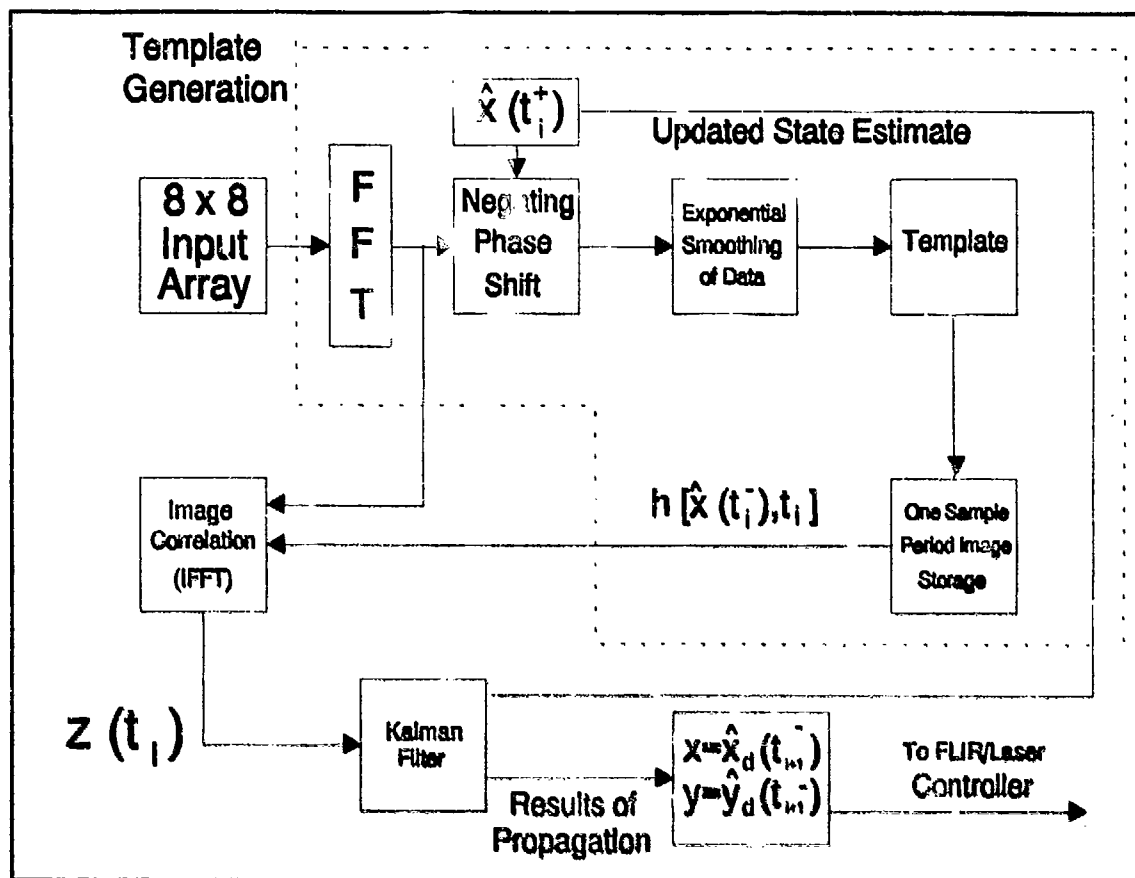 Template
Generation
x̂ (t_i^+)
Updated State Estimate
8 x 8
Input
Array
F
F
T
Negating
Phase
Shift
Exponential
Smoothing
of Data
Template
Image
Correlation
(IFFT)
h [x̂ (t_i^-),t_i]
One Sample
Period Image
Storage
z (t_i)
Kalman
Filter
Results of
Propagation
x=x̂_d(t_{i+1}^-)
y=ŷ_d(t_{i+1}^-)
To FLIR/Laser
Controller